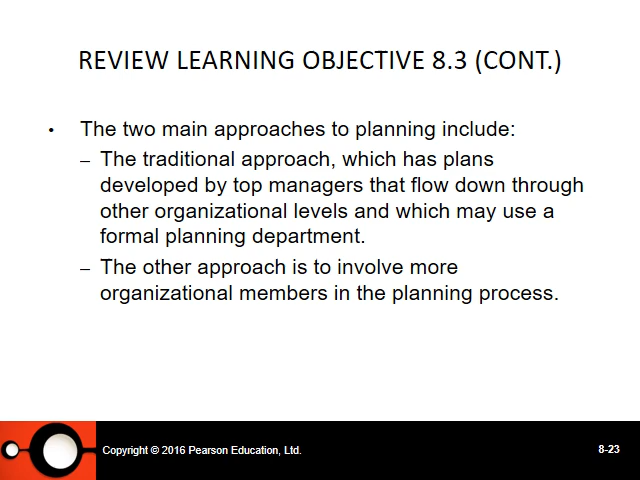 REVIEW LEARNING OBJECTIVE 8.3 (CONT.)
• The two main approaches to planning include:
– The traditional approach, which has plans
developed by top managers that flow down through
other organizational levels and which may use a
formal planning department.
– The other approach is to involve more
organizational members in the planning process.
Copyright © 2016 Pearson Education, Ltd.
8-23